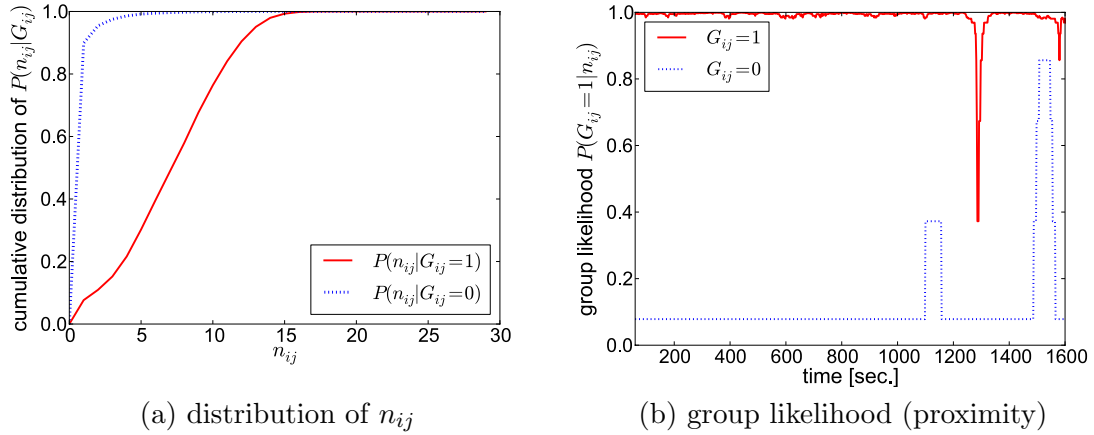 cumulative distribution of P(n_ij|G_ij)
1.0
0.8
0.6
0.4
0.2
0.0
P(n_ij|G_ij=1)
P(n_ij|G_ij=0)
0 5 10 15 20 25 30
n_ij
(a) distribution of n_ij
group likelihood P(G_ij=1|n_ij)
1.0
0.8
0.6
0.4
0.2
0.0
G_ij=1
G_ij=0
200 400 600 800 1000 1200 1400 1600
time [sec.]
(b) group likelihood (proximity)